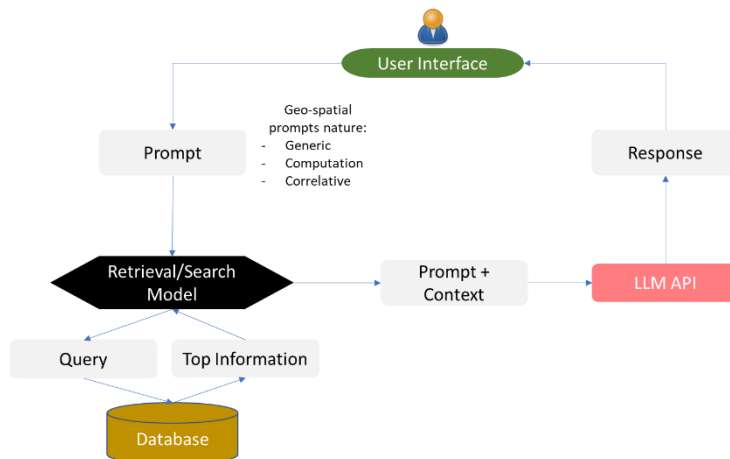 User Interface
Geo-spatial
prompts nature:
- Generic
- Computation
- Correlative
Prompt
Response
Retrieval/Search
Model
Prompt +
Context
LLM API
Query
Top Information
Database